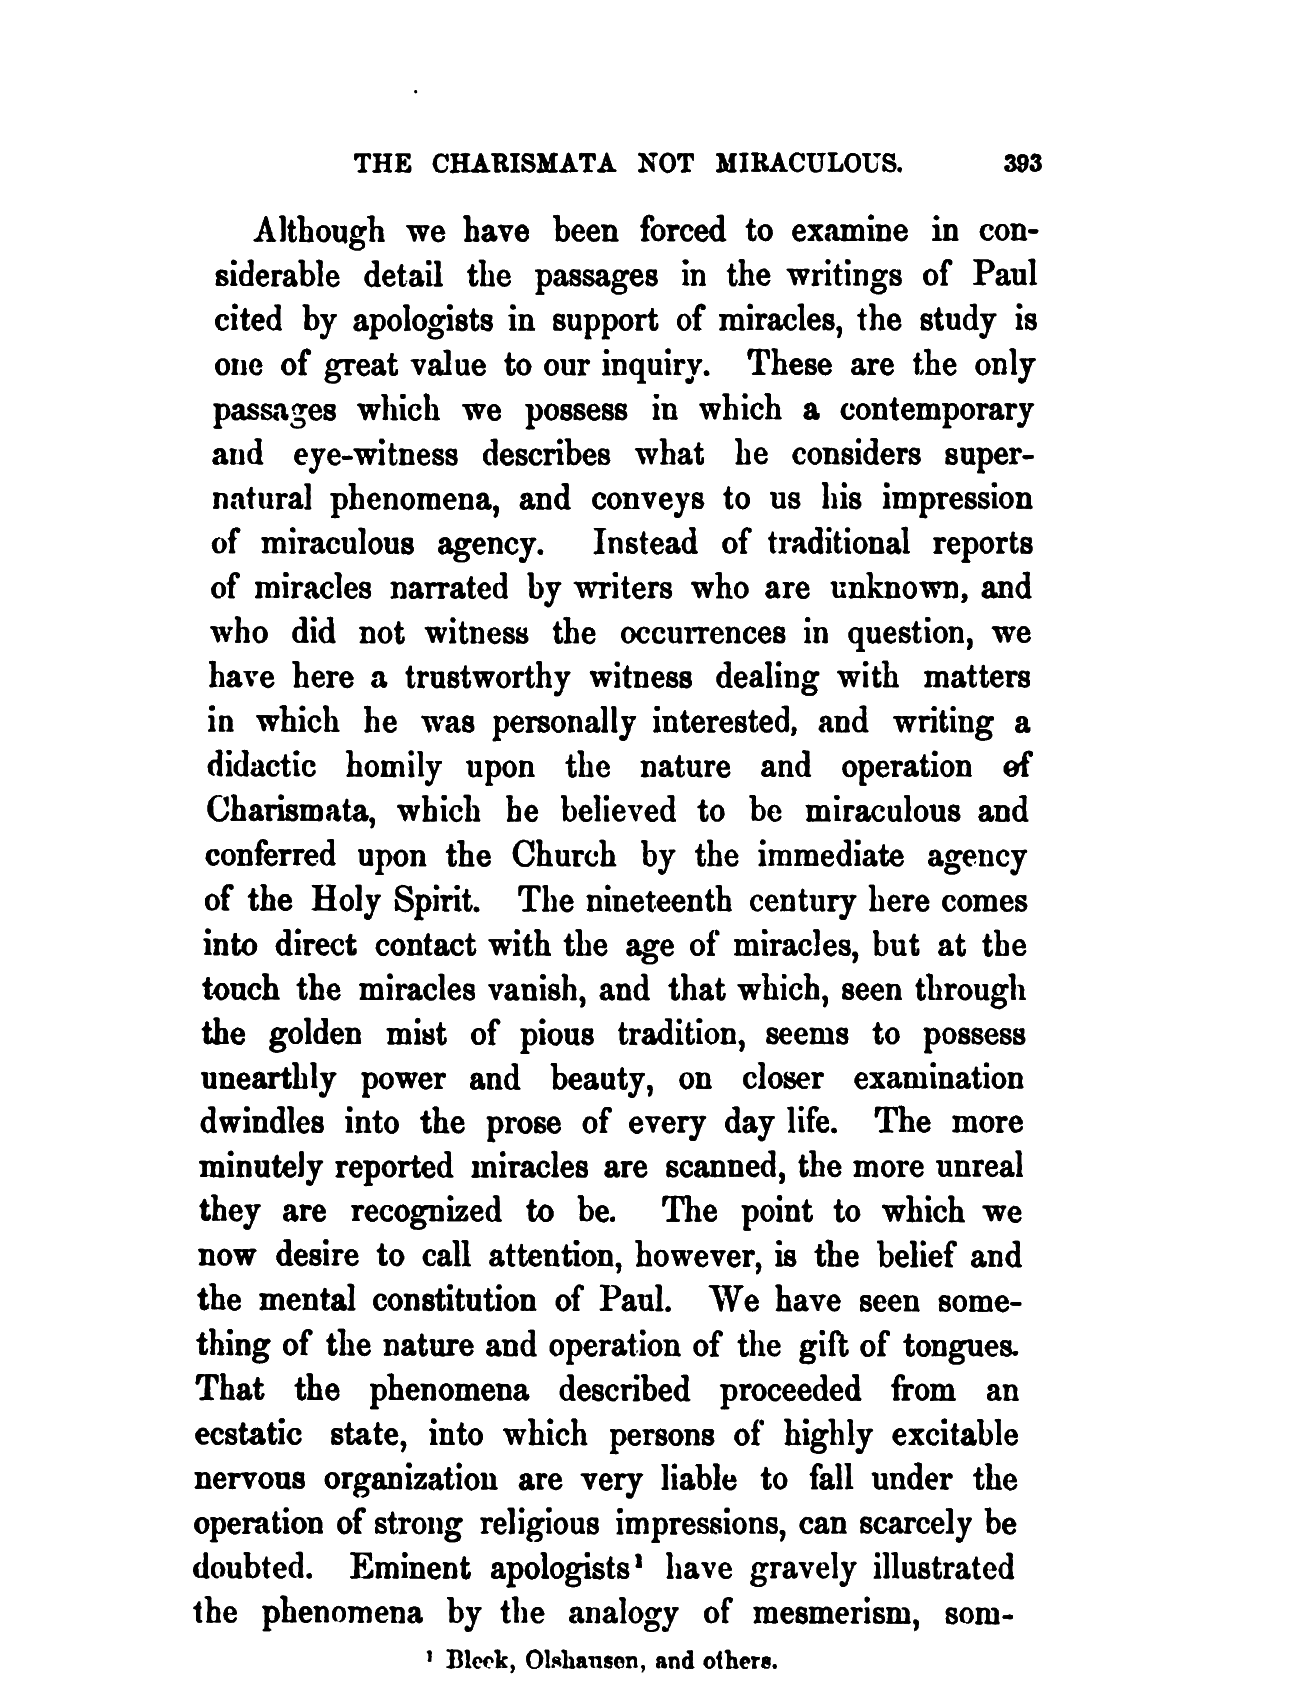 THE CHARISMATA NOT MIRACULOUS. 393
Although we have been forced to examine in con-
siderable detail the passages in the writings of Paul
cited by apologists in support of miracles, the study is
one of great value to our inquiry. These are the only
passages which we possess in which a contemporary
and eye-witness describes what he considers super-
natural phenomena, and conveys to us his impression
of miraculous agency. Instead of traditional reports
of miracles narrated by writers who are unknown, and
who did not witness the occurrences in question, we
have here a trustworthy witness dealing with matters
in which he was personally interested, and writing a
didactic homily upon the nature and operation of
Charismata, which he believed to be miraculous and
conferred upon the Church by the immediate agency
of the Holy Spirit. The nineteenth century here comes
into direct contact with the age of miracles, but at the
touch the miracles vanish, and that which, seen through
the golden mist of pious tradition, seems to possess
unearthly power and beauty, on closer examination
dwindles into the prose of every day life. The more
minutely reported miracles are scanned, the more unreal
they are recognized to be. The point to which we
now desire to call attention, however, is the belief and
the mental constitution of Paul. We have seen some-
thing of the nature and operation of the gift of tongues.
That the phenomena described proceeded from an
ecstatic state, into which persons of highly excitable
nervous organization are very liable to fall under the
operation of strong religious impressions, can scarcely be
doubted. Eminent apologists¹ have gravely illustrated
the phenomena by the analogy of mesmerism, som-
¹ Bleek, Olshausen, and others.